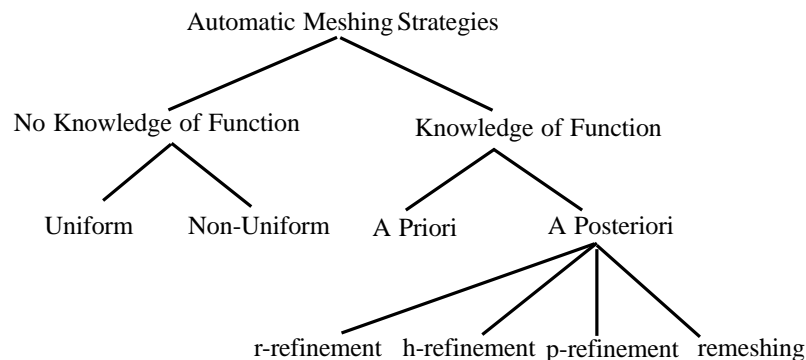 Automatic Meshing Strategies
No Knowledge of Function
Knowledge of Function
Uniform
Non-Uniform
A Priori
A Posteriori
r-refinement
h-refinement
p-refinement
remeshing